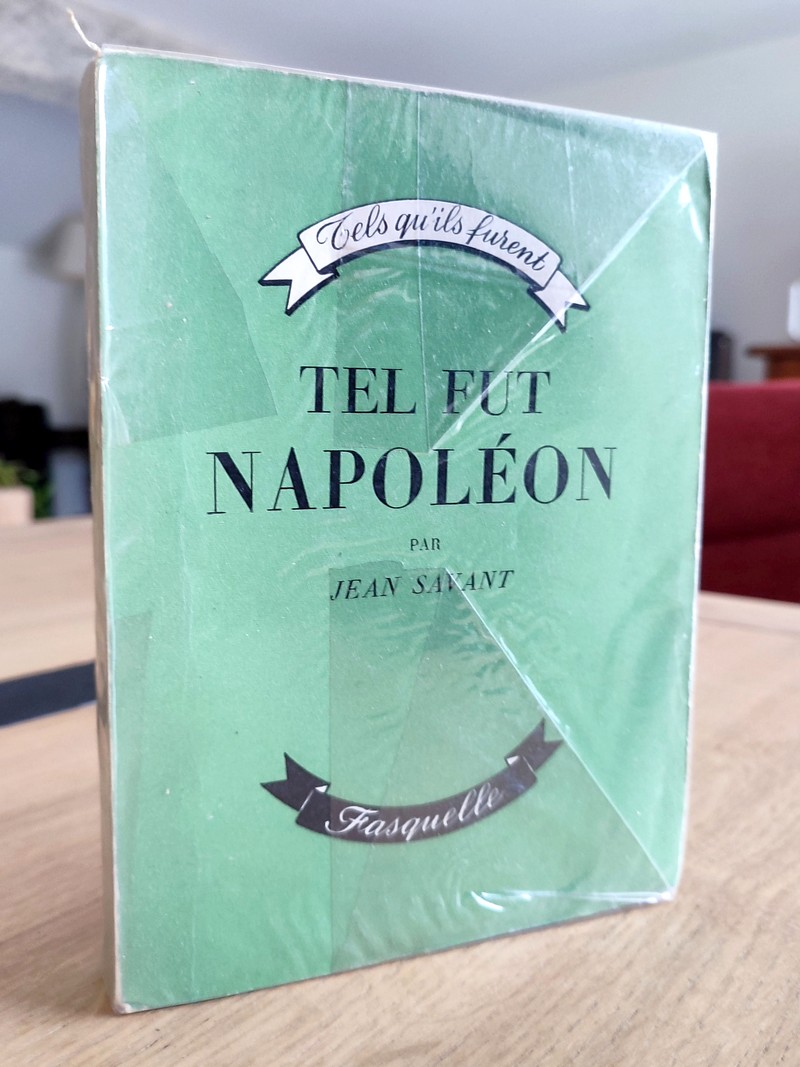 Tels qu'ils furent
TEL FUT
NAPOLÉON
PAR
JEAN SAVANT
Fasquelle